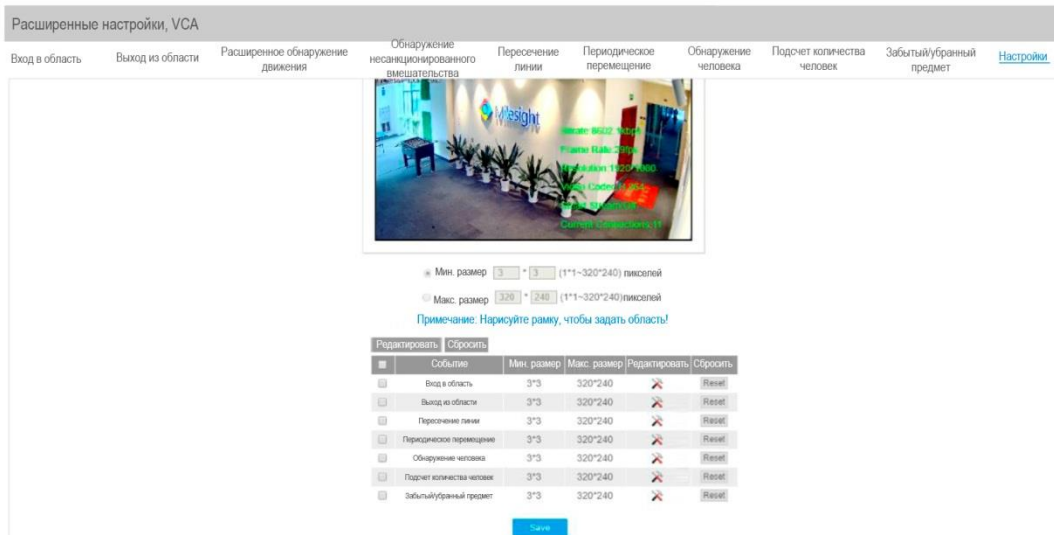 Расширенные настройки, VCA
Вход в область
Выход из области
Расширенное обнаружение
движения
Обнаружение
несанкционированного
вмешательства
Пересечение
линии
Периодическое
перемещение
Обнаружение
человека
Подсчет количества
человек
Забытый/убранный
предмет
Настройки
Milesight
Frame Rate:
Resolution:1920*1080
Current Connections:11
Мин. размер 3 * 3 (1*1~320*240) пикселей
Макс. размер 320 * 240 (1*1~320*240)пикселей
Примечание: Нарисуйте рамку, чтобы задать область!
Редактировать Сбросить
Событие Мин. размер Макс. размер Редактировать Сбросить
Вход в область 3*3 320*240 Reset
Выход из области 3*3 320*240 Reset
Пересечение линии 3*3 320*240 Reset
Периодическое перемещение 3*3 320*240 Reset
Обнаружение человека 3*3 320*240 Reset
Подсчет количества человек 3*3 320*240 Reset
Забытый/убранный предмет 3*3 320*240 Reset
Save